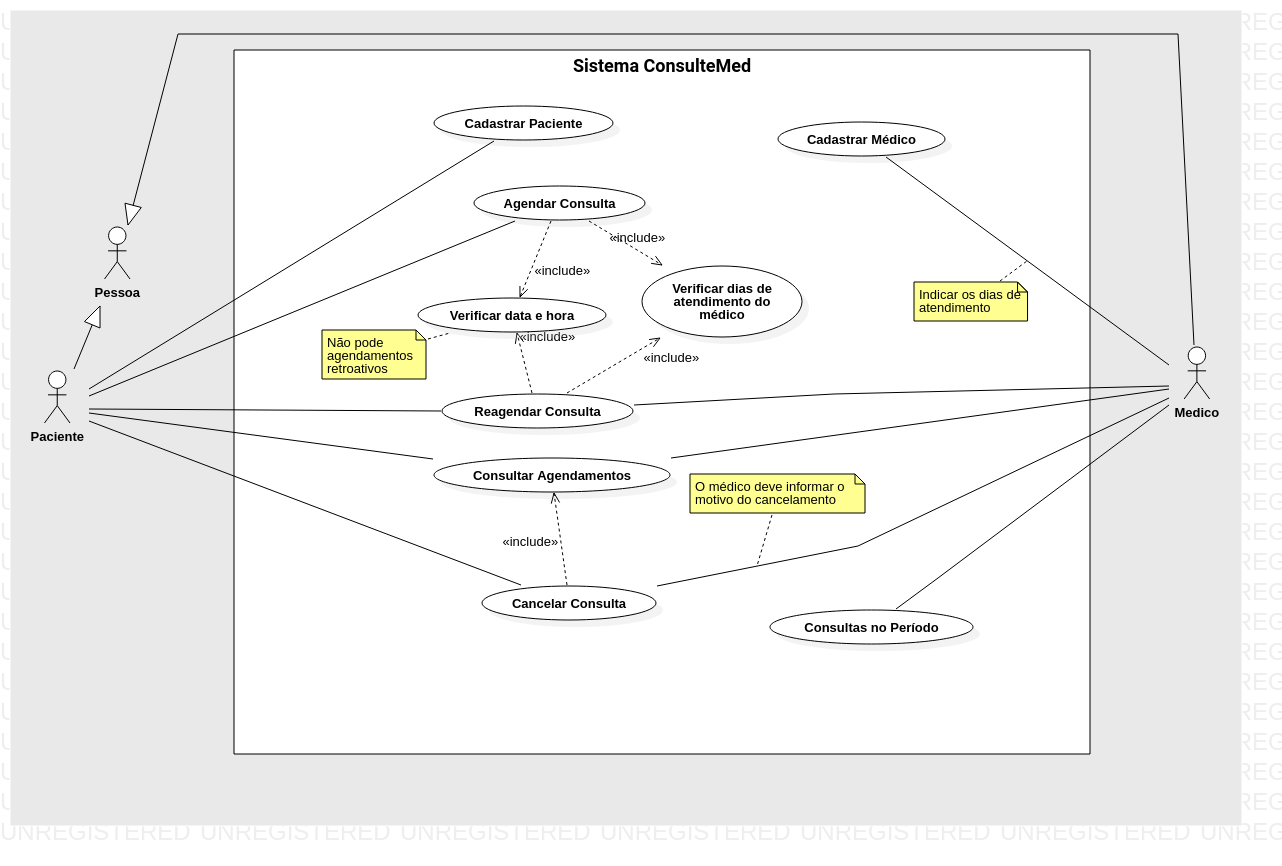 Sistema ConsulteMed
Cadastrar Paciente
Cadastrar Médico
Agendar Consulta
«include»
«include»
Verificar dias de
atendimento do
médico
Indicar os dias de
atendimento
Pessoa
Verificar data e hora
«include»
Não pode
agendamentos
retroativos
«include»
Reagendar Consulta
Paciente
Medico
Consultar Agendamentos
O médico deve informar o
motivo do cancelamento
«include»
Cancelar Consulta
Consultas no Período
UNREGISTERED UNREGISTERED UNREGISTERED UNREGISTERED UNREGISTERED UNREGISTERED